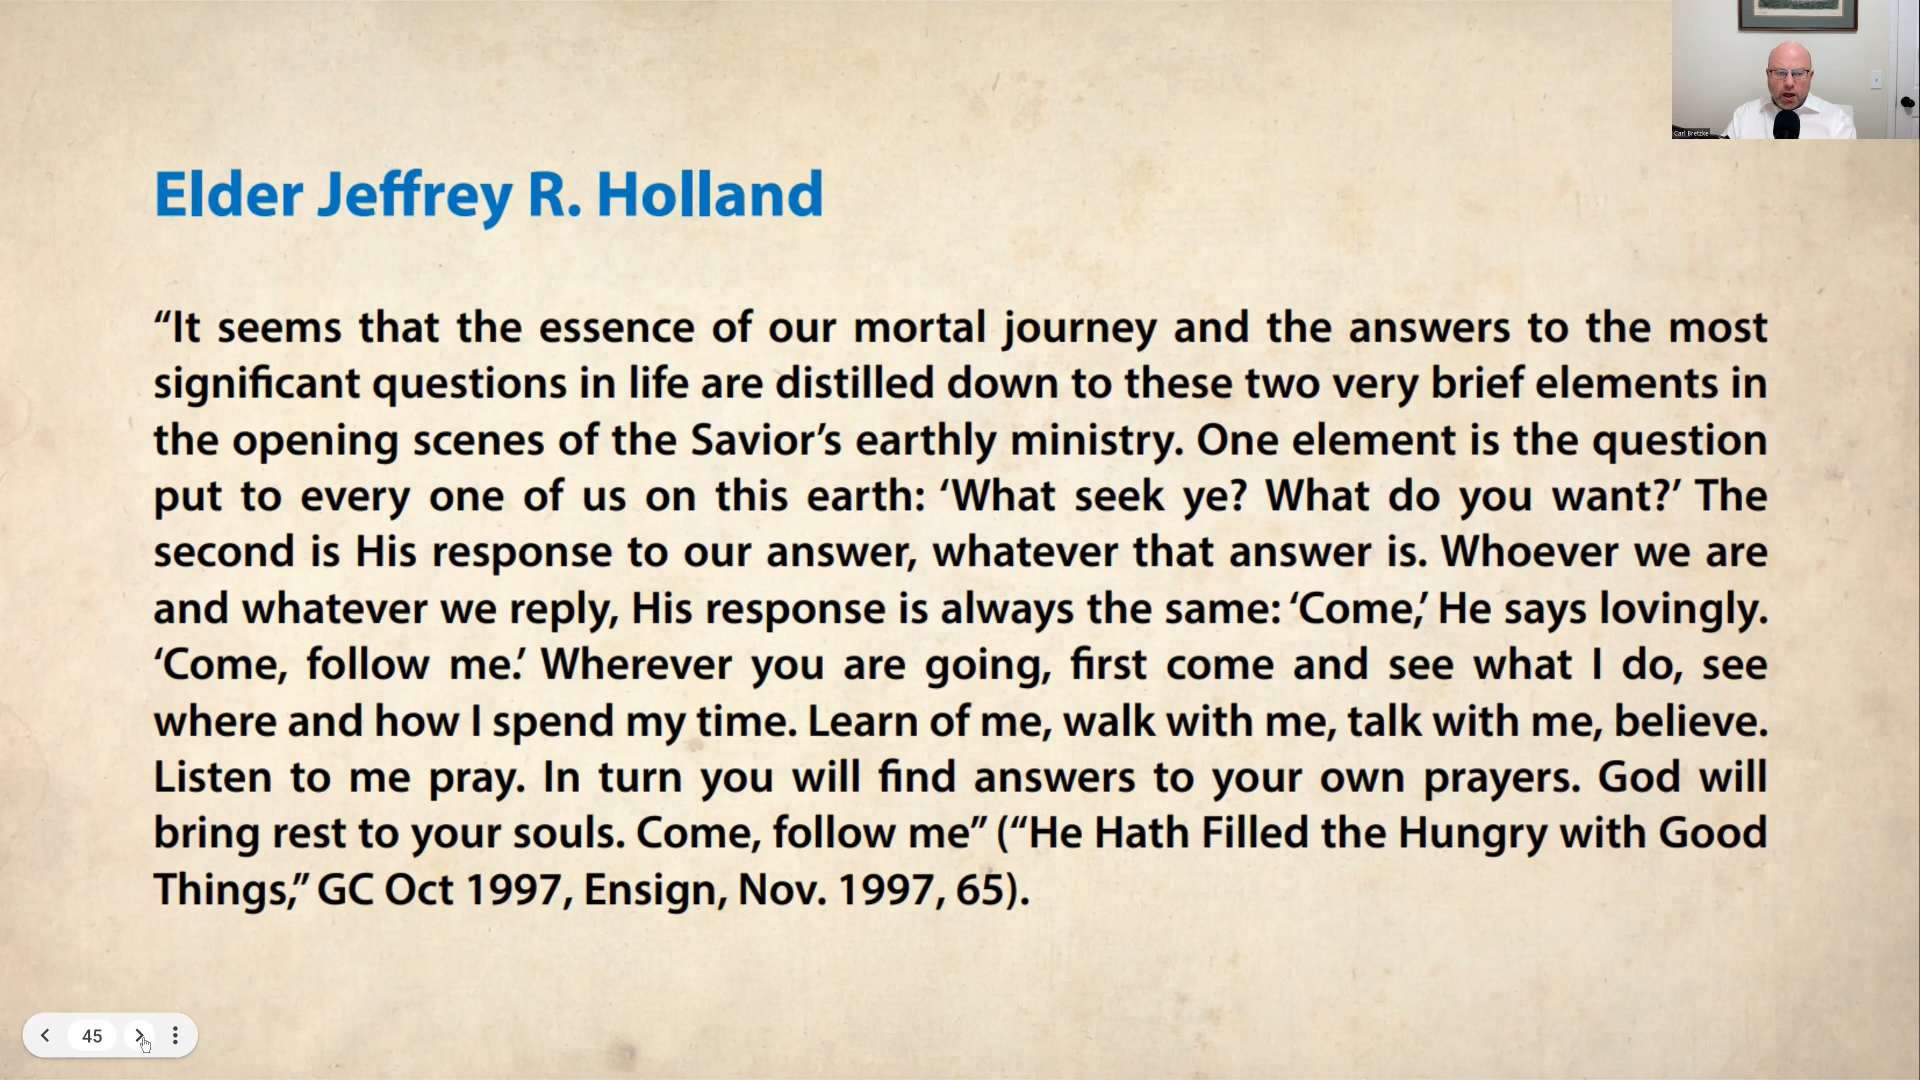 Carl Bretzke
Elder Jeffrey R. Holland
“It seems that the essence of our mortal journey and the answers to the most
significant questions in life are distilled down to these two very brief elements in
the opening scenes of the Savior’s earthly ministry. One element is the question
put to every one of us on this earth: ‘What seek ye? What do you want?’ The
second is His response to our answer, whatever that answer is. Whoever we are
and whatever we reply, His response is always the same: ‘Come,’ He says lovingly.
‘Come, follow me.’ Wherever you are going, first come and see what I do, see
where and how I spend my time. Learn of me, walk with me, talk with me, believe.
Listen to me pray. In turn you will find answers to your own prayers. God will
bring rest to your souls. Come, follow me” (“He Hath Filled the Hungry with Good
Things,” GC Oct 1997, Ensign, Nov. 1997, 65).
45